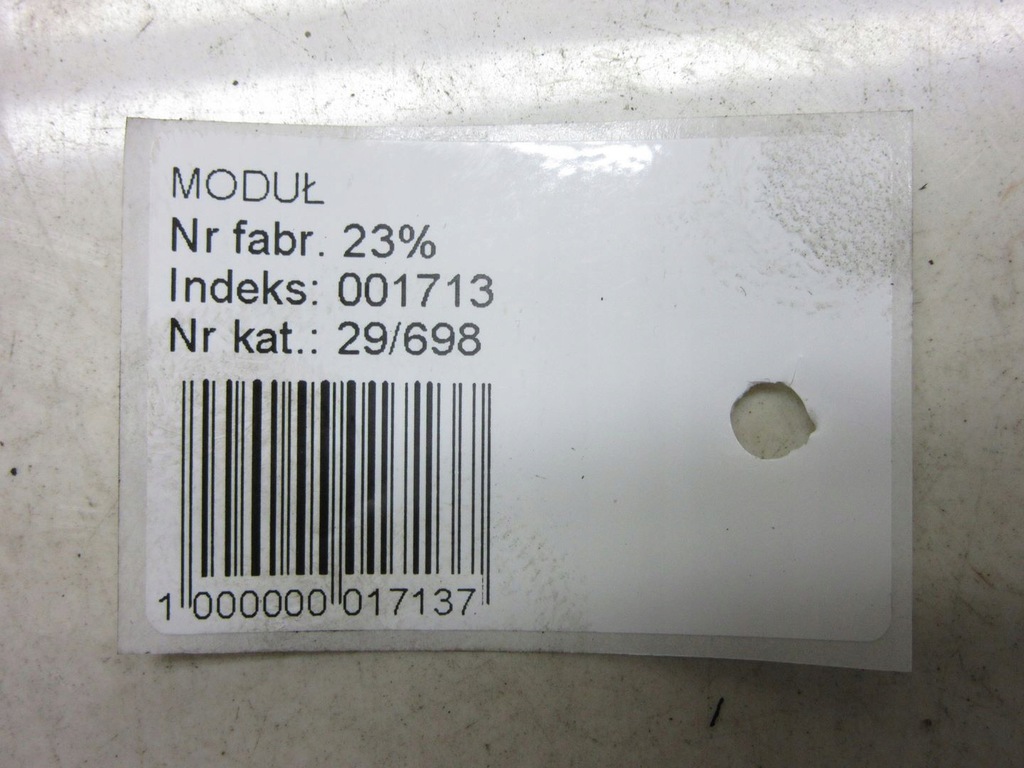 MODUŁ
Nr fabr. 23%
Indeks: 001713
Nr kat.: 29/698
1 000000 017137